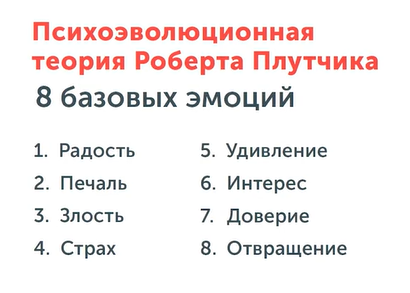 Психоэволюционная
теория Роберта Плутчика
8 базовых эмоций
1. Радость
2. Печаль
3. Злость
4. Страх
5. Удивление
6. Интерес
7. Доверие
8. Отвращение